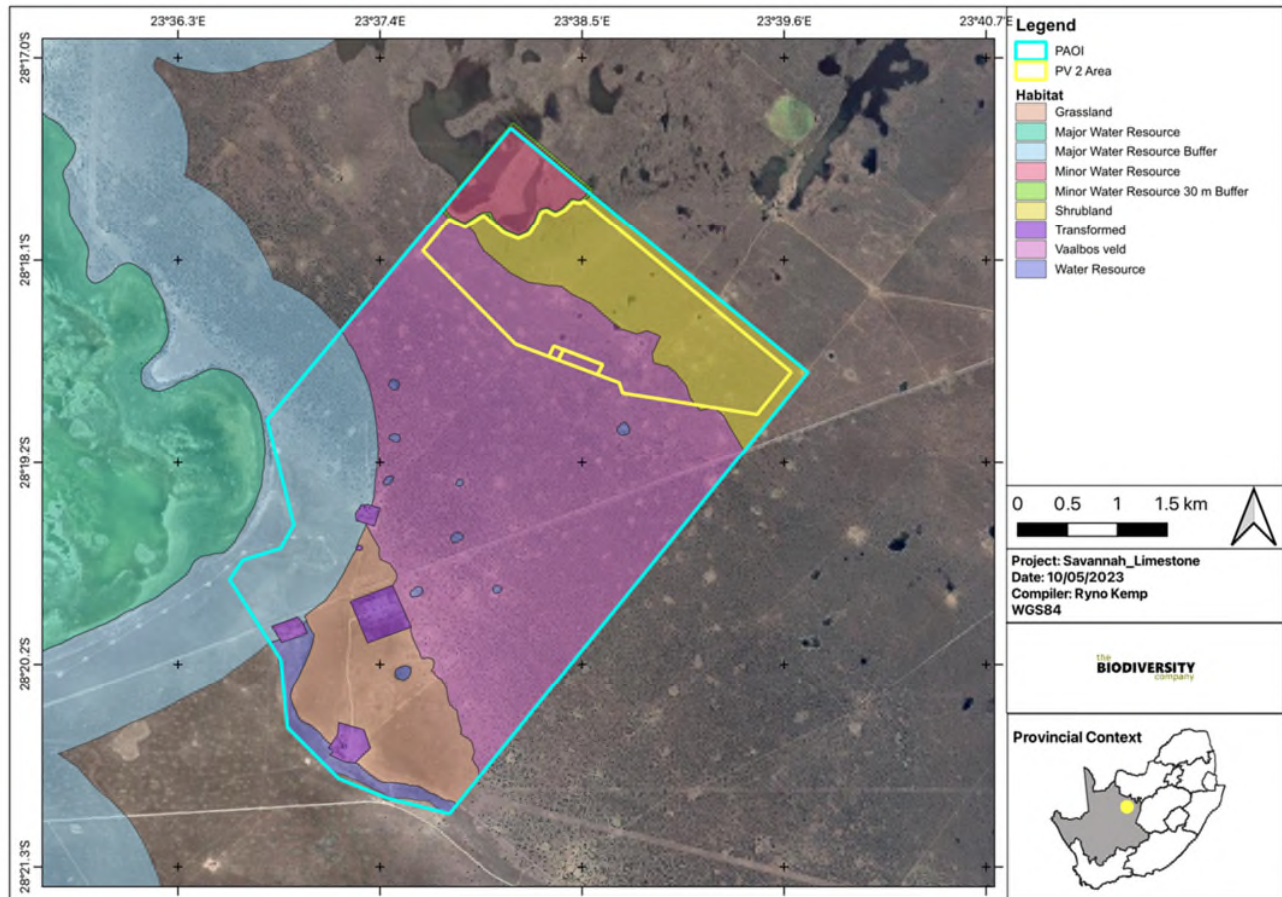 23°36.3'E 23°37.4'E 23°38.5'E 23°39.6'E 23°40.7'E
28°17.0'S
28°18.1'S
28°19.2'S
28°20.2'S
28°21.3'S
Legend
PAOI
PV 2 Area
Habitat
Grassland
Major Water Resource
Major Water Resource Buffer
Minor Water Resource
Minor Water Resource 30 m Buffer
Shrubland
Transformed
Vaalbos veld
Water Resource
0 0.5 1 1.5 km
Project: Savannah_Limestone
Date: 10/05/2023
Compiler: Ryno Kemp
WGS84
the
BIODIVERSITY
company
Provincial Context